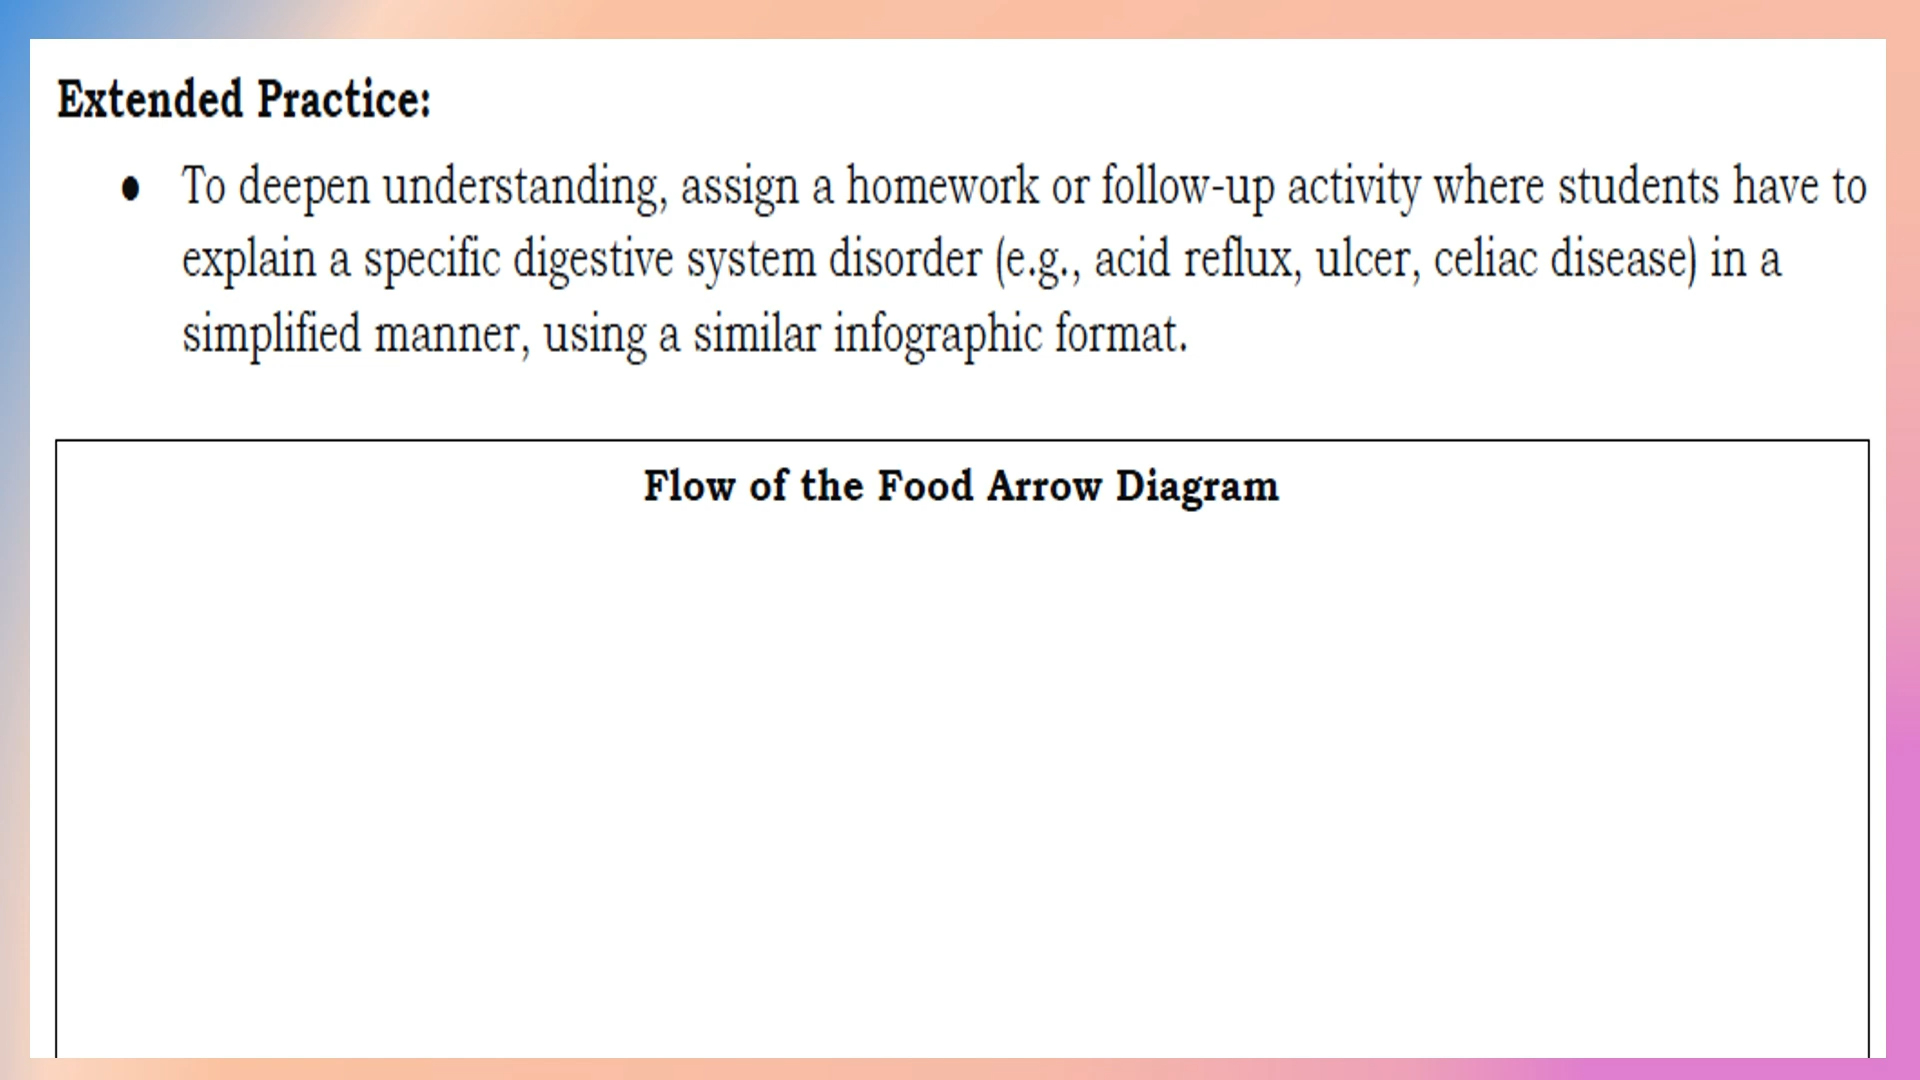 Extended Practice:
● To deepen understanding, assign a homework or follow-up activity where students have to
explain a specific digestive system disorder (e.g., acid reflux, ulcer, celiac disease) in a
simplified manner, using a similar infographic format.
Flow of the Food Arrow Diagram